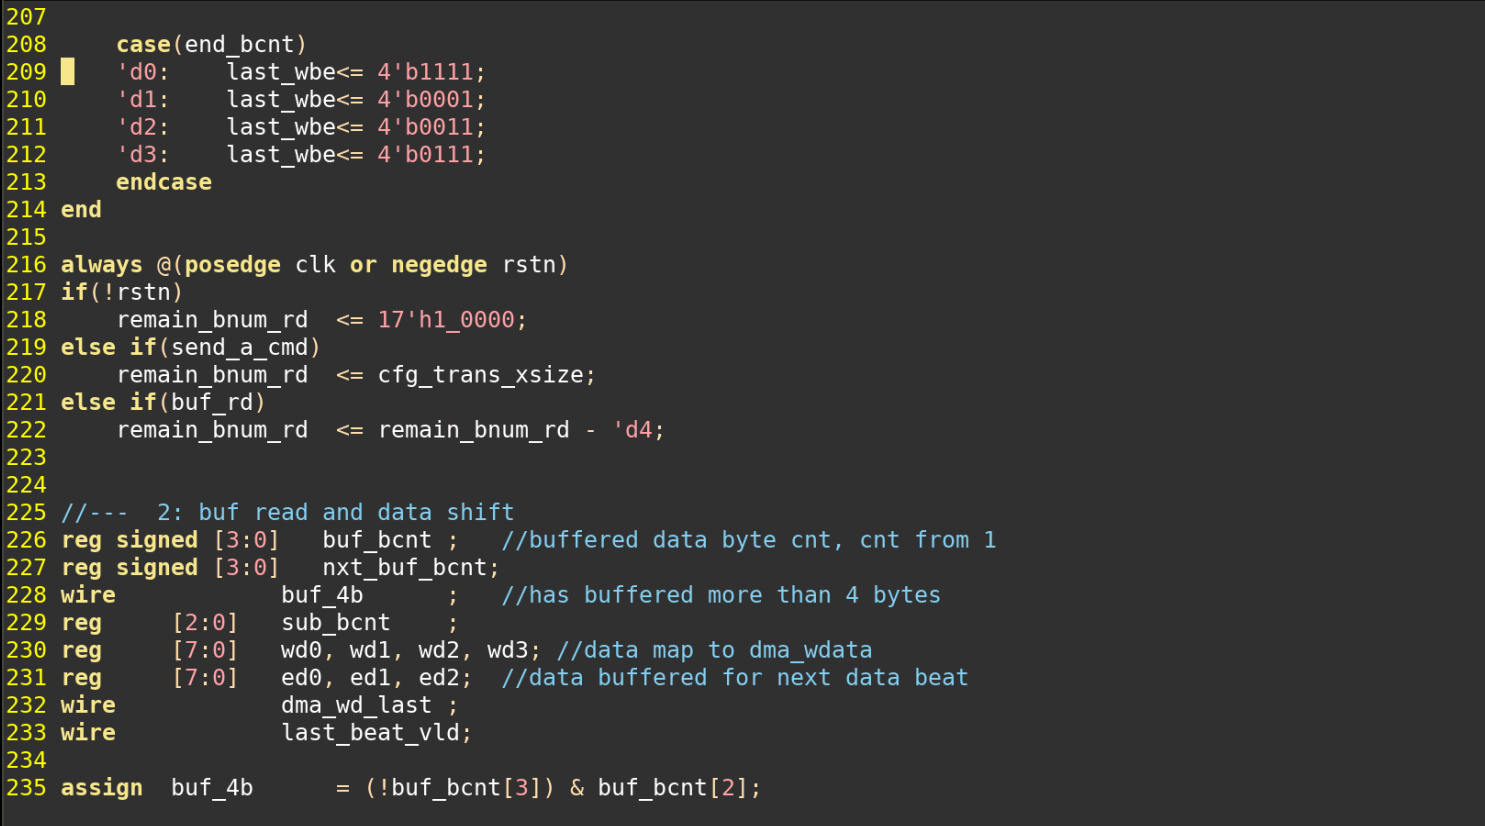 207
208     case(end_bcnt)
209     'd0:    last_wbe<= 4'b1111;
210     'd1:    last_wbe<= 4'b0001;
211     'd2:    last_wbe<= 4'b0011;
212     'd3:    last_wbe<= 4'b0111;
213     endcase
214 end
215
216 always @(posedge clk or negedge rstn)
217 if(!rstn)
218     remain_bnum_rd  <= 17'h1_0000;
219 else if(send_a_cmd)
220     remain_bnum_rd  <= cfg_trans_xsize;
221 else if(buf_rd)
222     remain_bnum_rd  <= remain_bnum_rd - 'd4;
223
224
225 //---  2: buf read and data shift
226 reg signed [3:0]   buf_bcnt ;   //buffered data byte cnt, cnt from 1
227 reg signed [3:0]   nxt_buf_bcnt;
228 wire            buf_4b      ;   //has buffered more than 4 bytes
229 reg     [2:0]   sub_bcnt    ;
230 reg     [7:0]   wd0, wd1, wd2, wd3; //data map to dma_wdata
231 reg     [7:0]   ed0, ed1, ed2;  //data buffered for next data beat
232 wire            dma_wd_last ;
233 wire            last_beat_vld;
234
235 assign  buf_4b      = (!buf_bcnt[3]) & buf_bcnt[2];